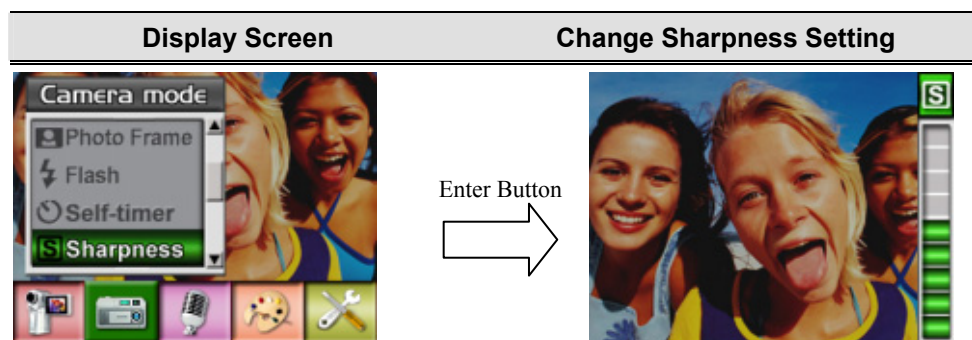 Display Screen
Change Sharpness Setting
Camera mode
Photo Frame
Flash
Self-timer
S Sharpness
Enter Button
S